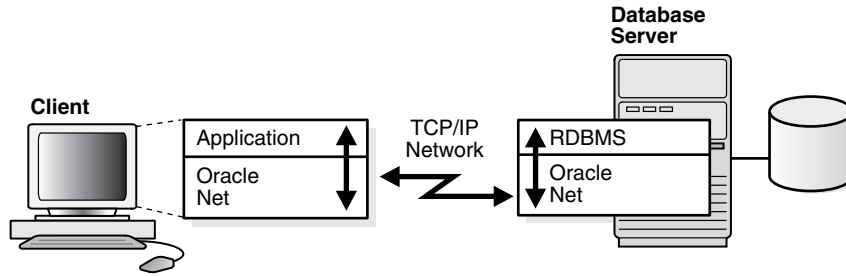 Database
Server
Client
TCP/IP
Network
Application
Oracle
Net
RDBMS
Oracle
Net